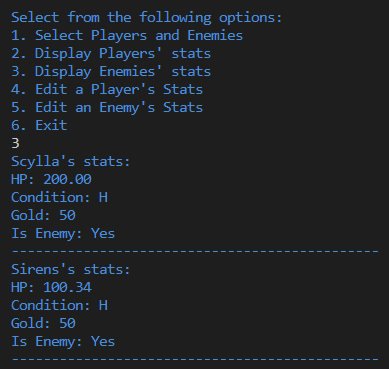 Select from the following options:
1. Select Players and Enemies
2. Display Players' stats
3. Display Enemies' stats
4. Edit a Player's Stats
5. Edit an Enemy's Stats
6. Exit
3
Scylla's stats:
HP: 200.00
Condition: H
Gold: 50
Is Enemy: Yes
----------------------------------------------
Sirens's stats:
HP: 100.34
Condition: H
Gold: 50
Is Enemy: Yes
----------------------------------------------